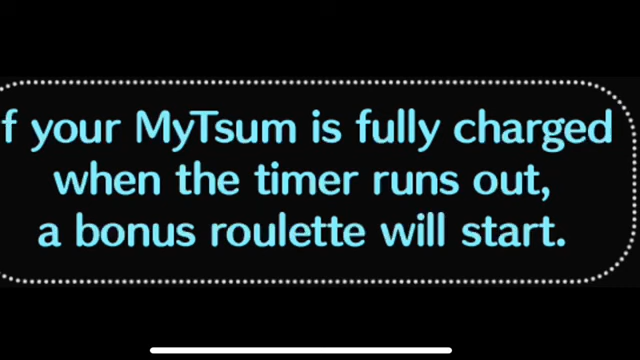 f your MyTsum is fully charged
when the timer runs out,
a bonus roulette will start.